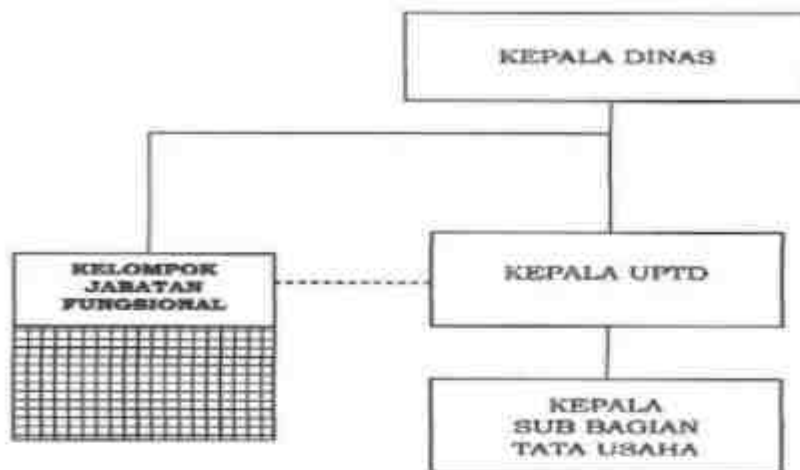 KEPALA DINAS
KELOMPOK
JABATAN
FUNGSIONAL
KEPALA UPTD
KEPALA
SUB BAGIAN
TATA USAHA